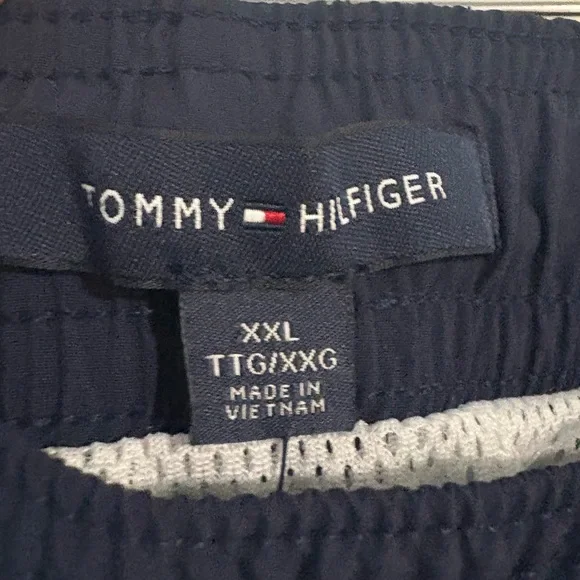 TOMMY HILFIGER
XXL
TTG/XXG
MADE IN
VIETNAM